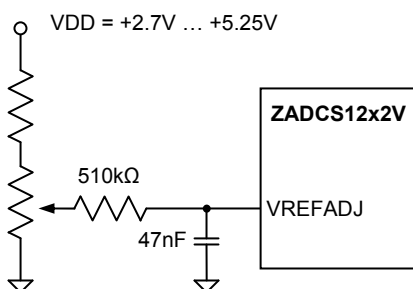 VDD = +2.7V ... +5.25V
ZADCS12x2V
510kΩ
VREFADJ
47nF